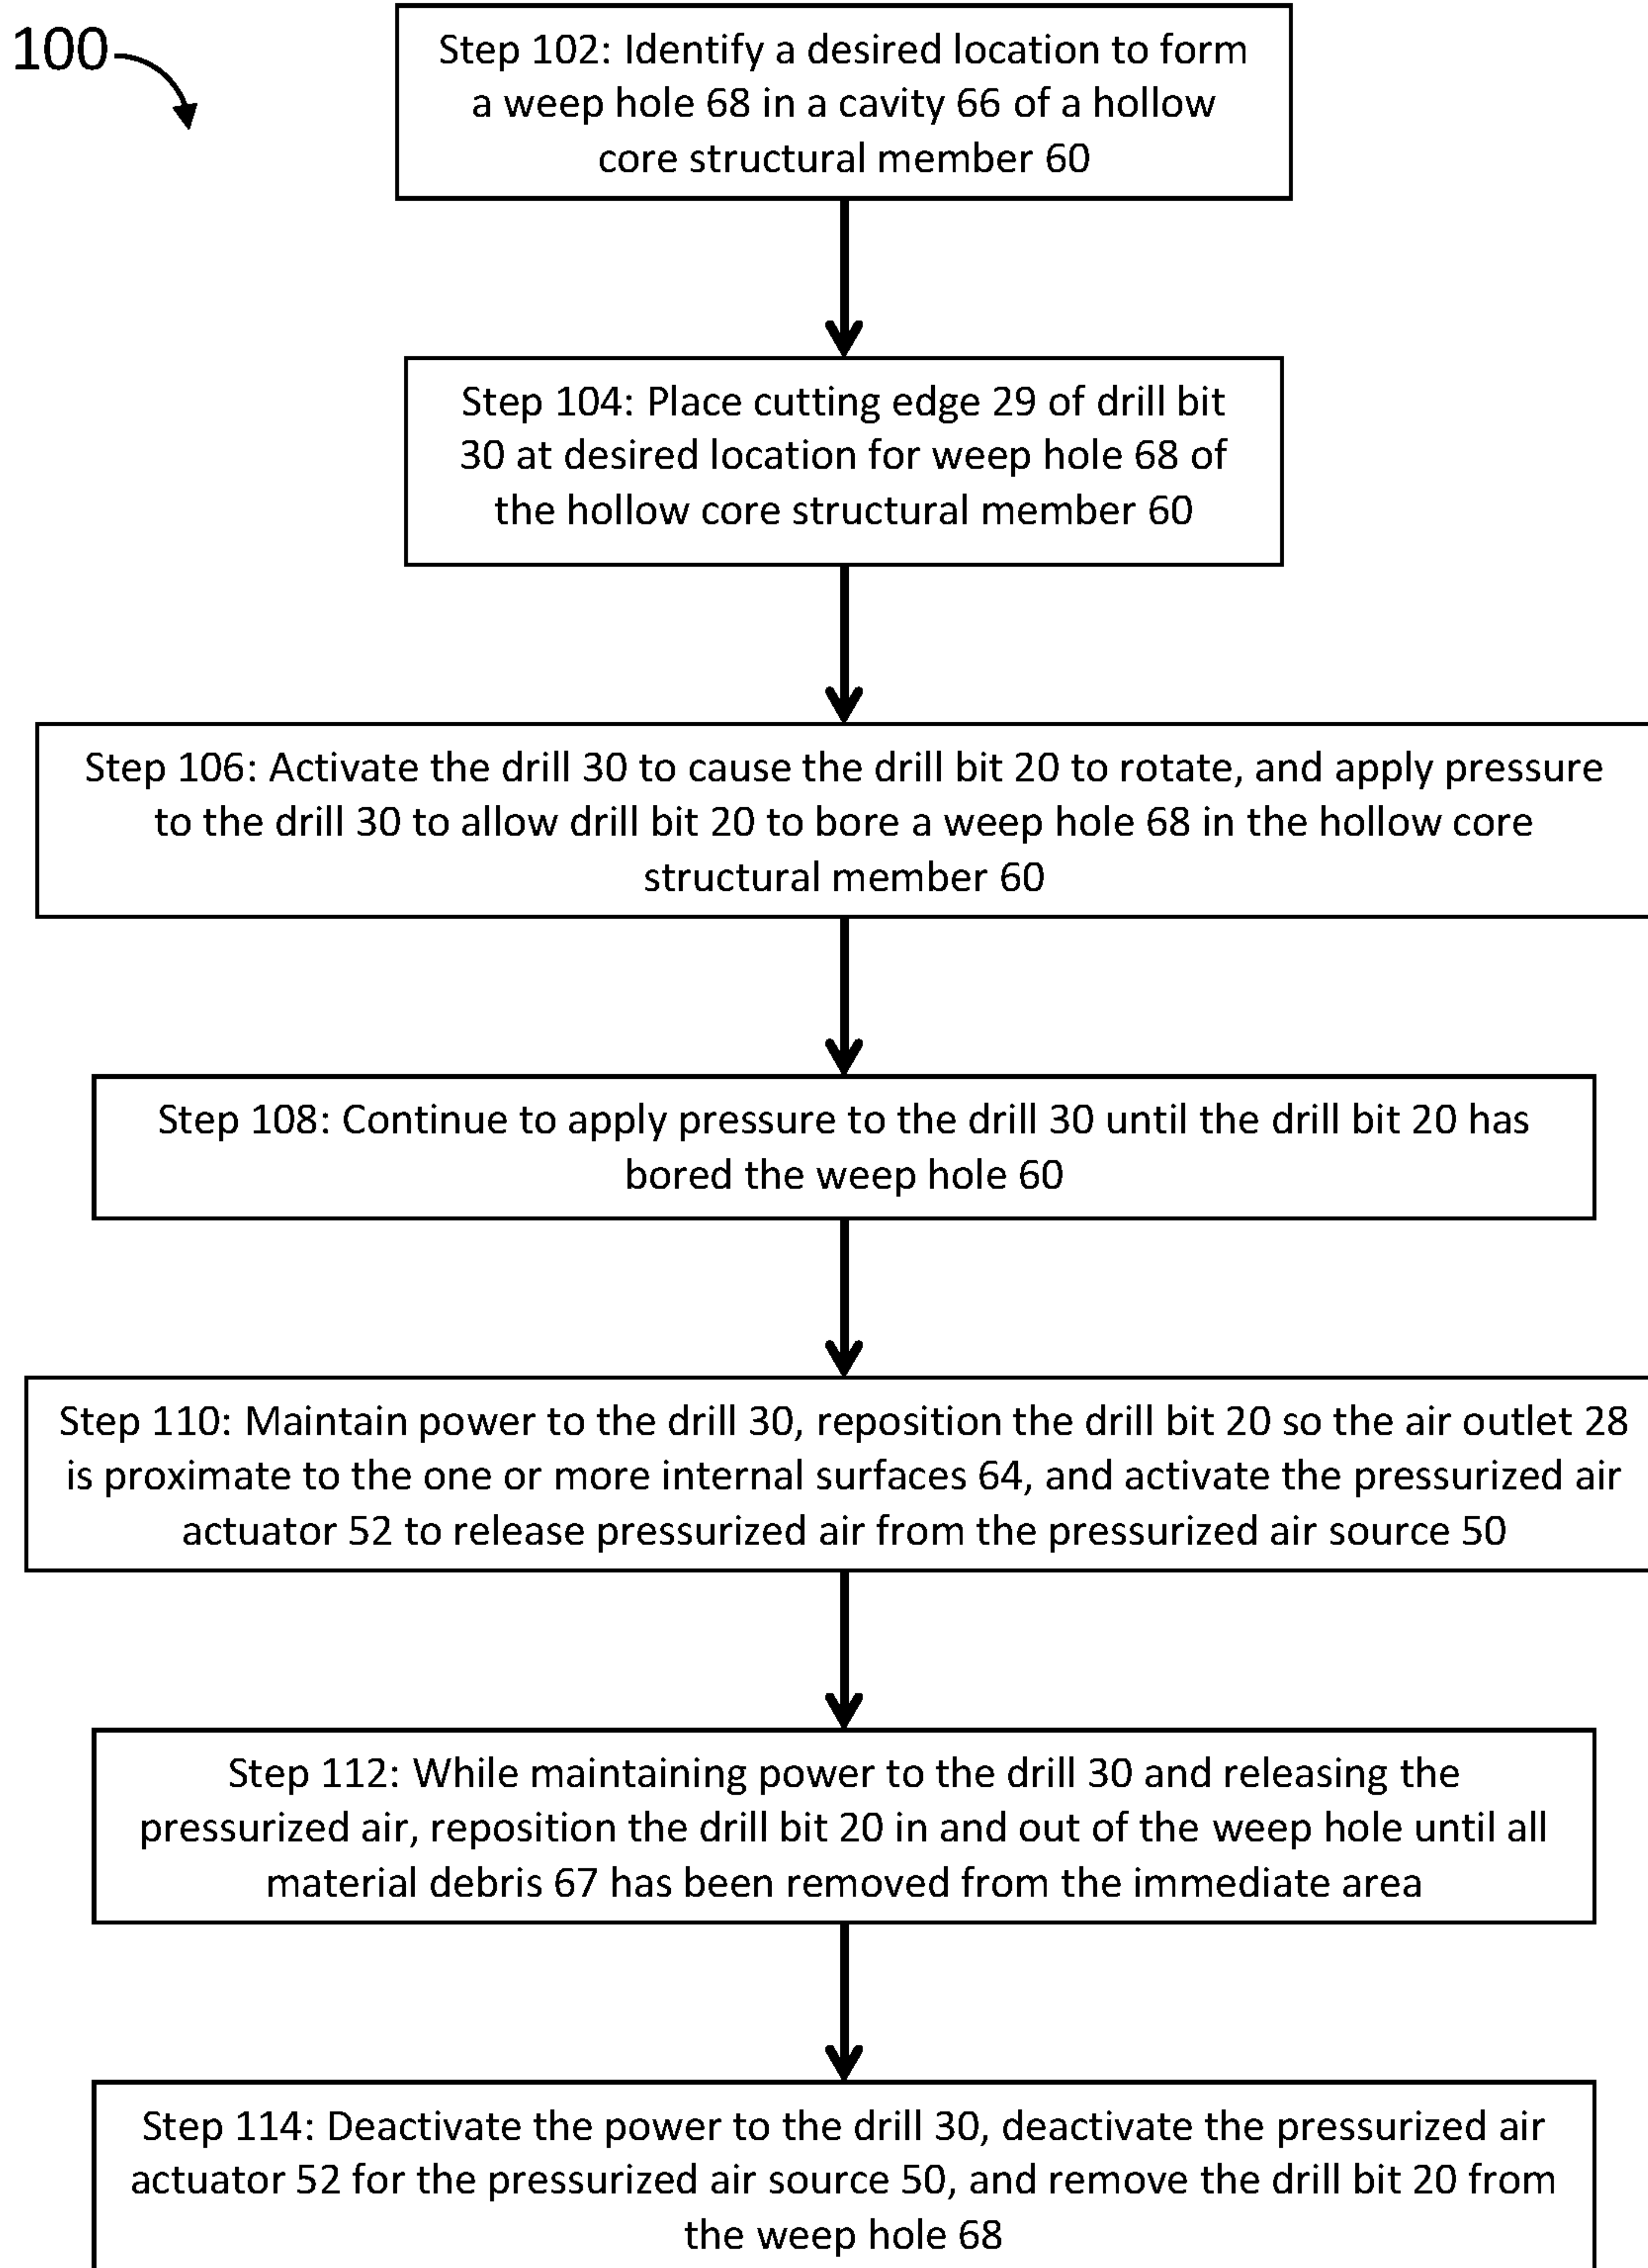 100
Step 102: Identify a desired location to form
a weep hole 68 in a cavity 66 of a hollow
core structural member 60
Step 104: Place cutting edge 29 of drill bit
30 at desired location for weep hole 68 of
the hollow core structural member 60
Step 106: Activate the drill 30 to cause the drill bit 20 to rotate, and apply pressure
to the drill 30 to allow drill bit 20 to bore a weep hole 68 in the hollow core
structural member 60
Step 108: Continue to apply pressure to the drill 30 until the drill bit 20 has
bored the weep hole 60
Step 110: Maintain power to the drill 30, reposition the drill bit 20 so the air outlet 28
is proximate to the one or more internal surfaces 64, and activate the pressurized air
actuator 52 to release pressurized air from the pressurized air source 50
Step 112: While maintaining power to the drill 30 and releasing the
pressurized air, reposition the drill bit 20 in and out of the weep hole until all
material debris 67 has been removed from the immediate area
Step 114: Deactivate the power to the drill 30, deactivate the pressurized air
actuator 52 for the pressurized air source 50, and remove the drill bit 20 from
the weep hole 68